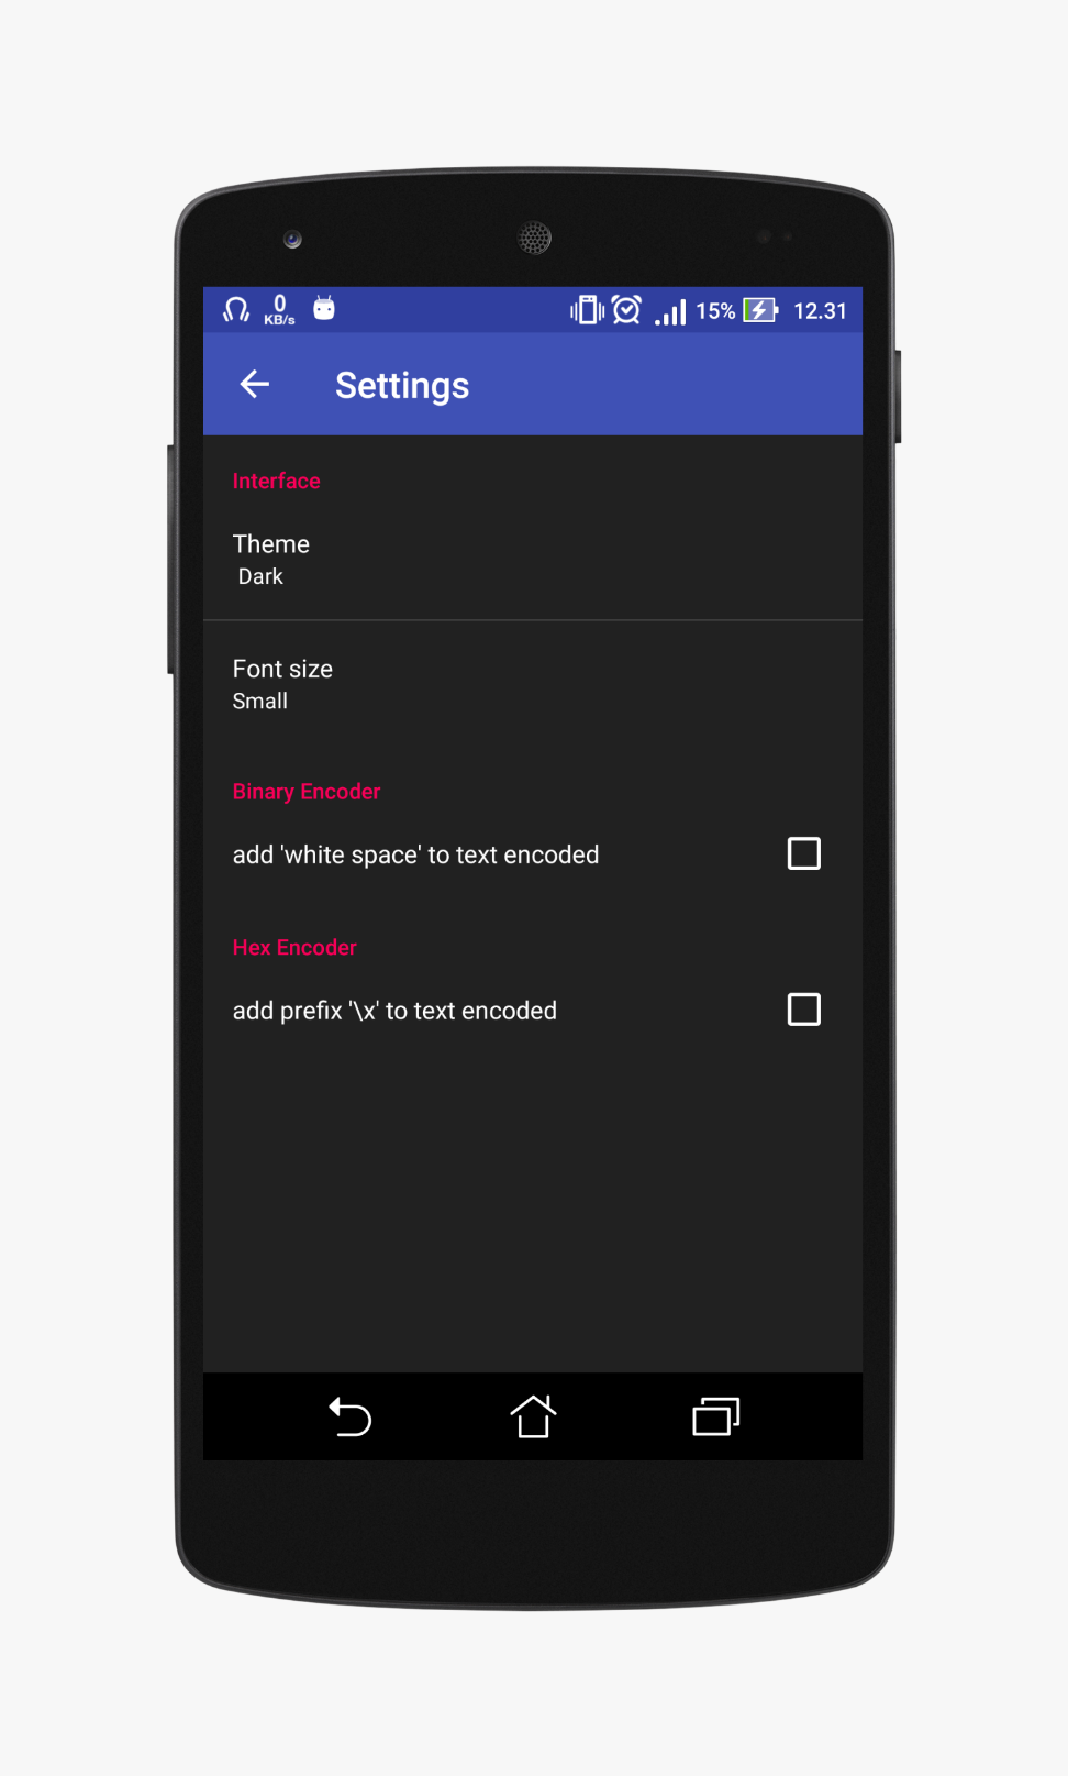 0
KB/s
15%
12.31
Settings
Interface
Theme
Dark
Font size
Small
Binary Encoder
add 'white space' to text encoded
Hex Encoder
add prefix '\x' to text encoded